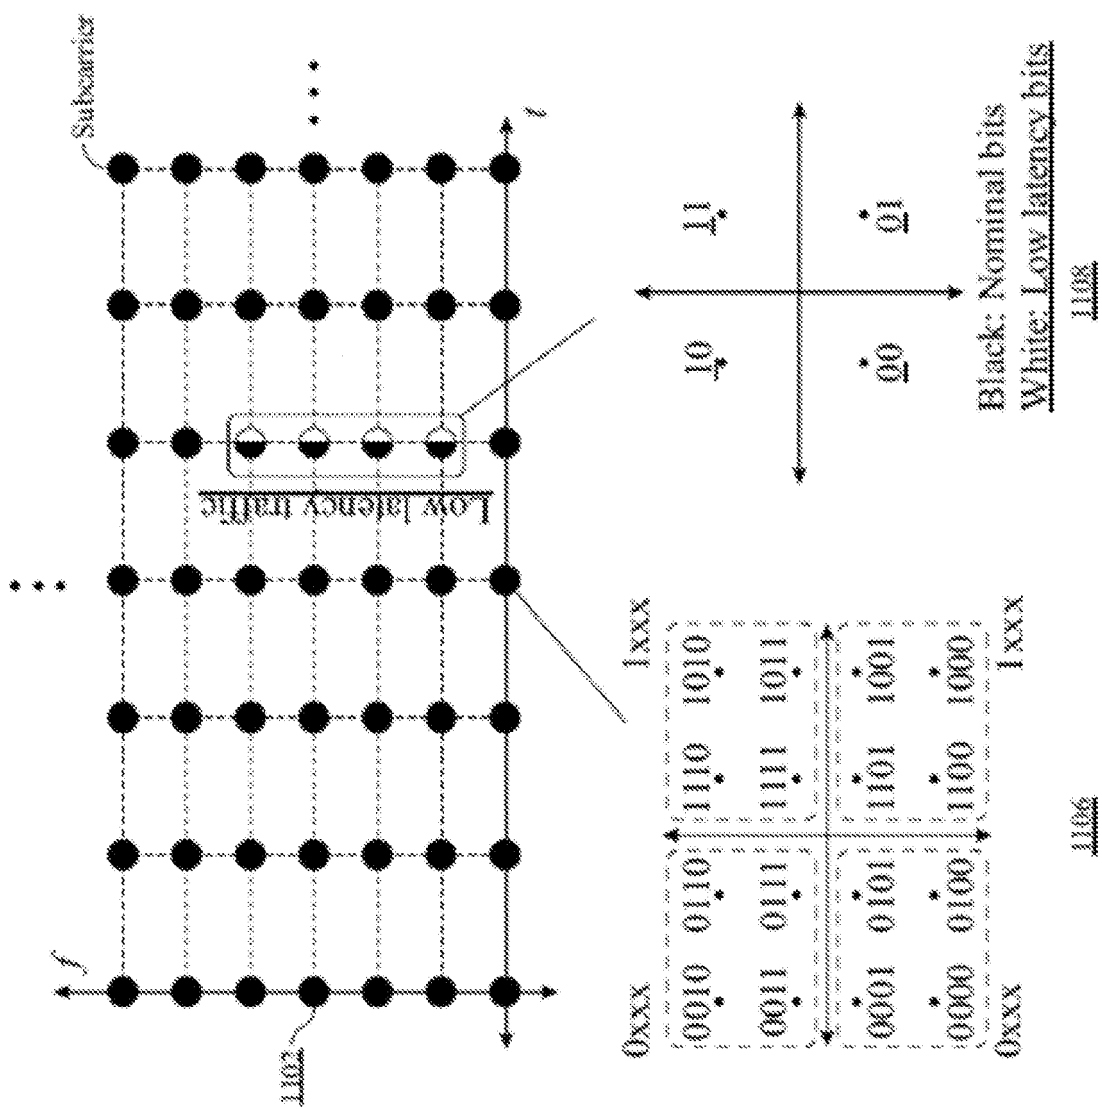 Subcarrier
f
t
1102
Low latency traffic
0xxx 1xxx
0010 0110 1110 1010
0011 0111 1111 1011
0001 0101 1101 1001
0000 0100 1100 1000
0xxx 1xxx
1106
10 11
00 01
Black: Nominal bits
White: Low latency bits
1108